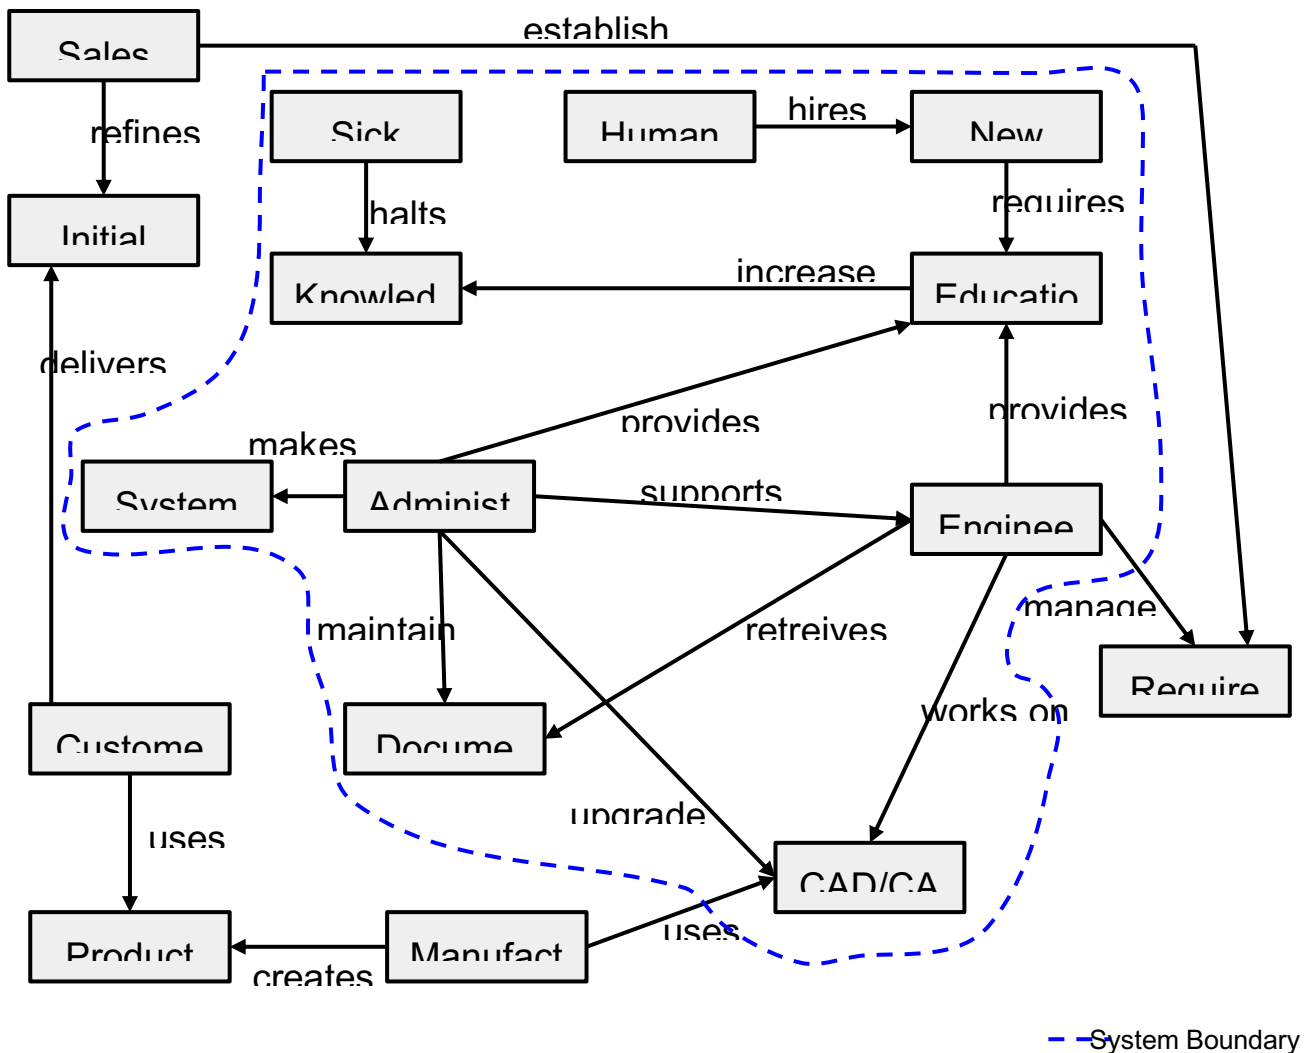 establish
Sales
hires
Sick
Human
New
refines
requires
halts
Initial
increase
Knowled
Educatio
delivers
provides
provides
makes
supports
System
Administ
Enginee
manage
maintain
retreives
Require
works on
Custome
Docume
upgrade
uses
CAD/CA
uses
Product
Manufact
creates
System Boundary